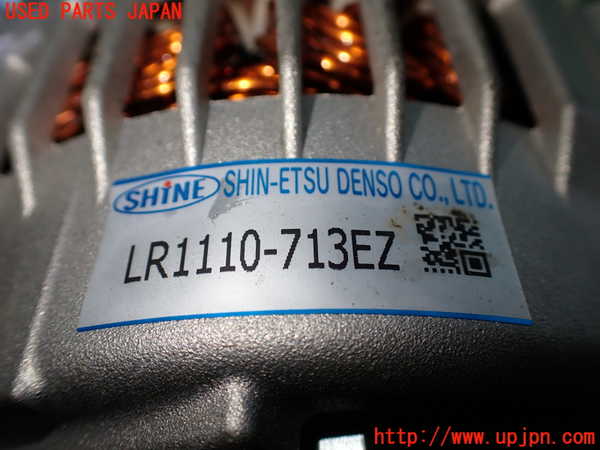 USED PARTS JAPAN
SHiNE SHIN-ETSU DENSO CO., LTD.
LR1110-713EZ
http://www.upjpn.com/